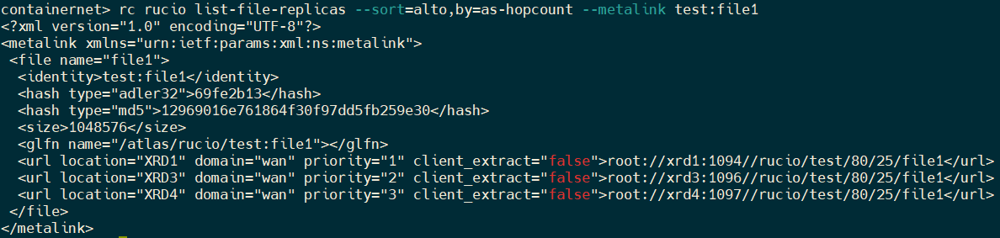 containernet> rc rucio list-file-replicas --sort=alto,by=as-hopcount --metalink test:file1
<?xml version="1.0" encoding="UTF-8"?>
<metalink xmlns="urn:ietf:params:xml:ns:metalink">
 <file name="file1">
  <identity>test:file1</identity>
  <hash type="adler32">69fe2b13</hash>
  <hash type="md5">12969016e761864f30f97dd5fb259e30</hash>
  <size>1048576</size>
  <glfn name="/atlas/rucio/test:file1"></glfn>
  <url location="XRD1" domain="wan" priority="1" client_extract="false">root://xrd1:1094//rucio/test/80/25/file1</url>
  <url location="XRD3" domain="wan" priority="2" client_extract="false">root://xrd3:1096//rucio/test/80/25/file1</url>
  <url location="XRD4" domain="wan" priority="3" client_extract="false">root://xrd4:1097//rucio/test/80/25/file1</url>
 </file>
</metalink>